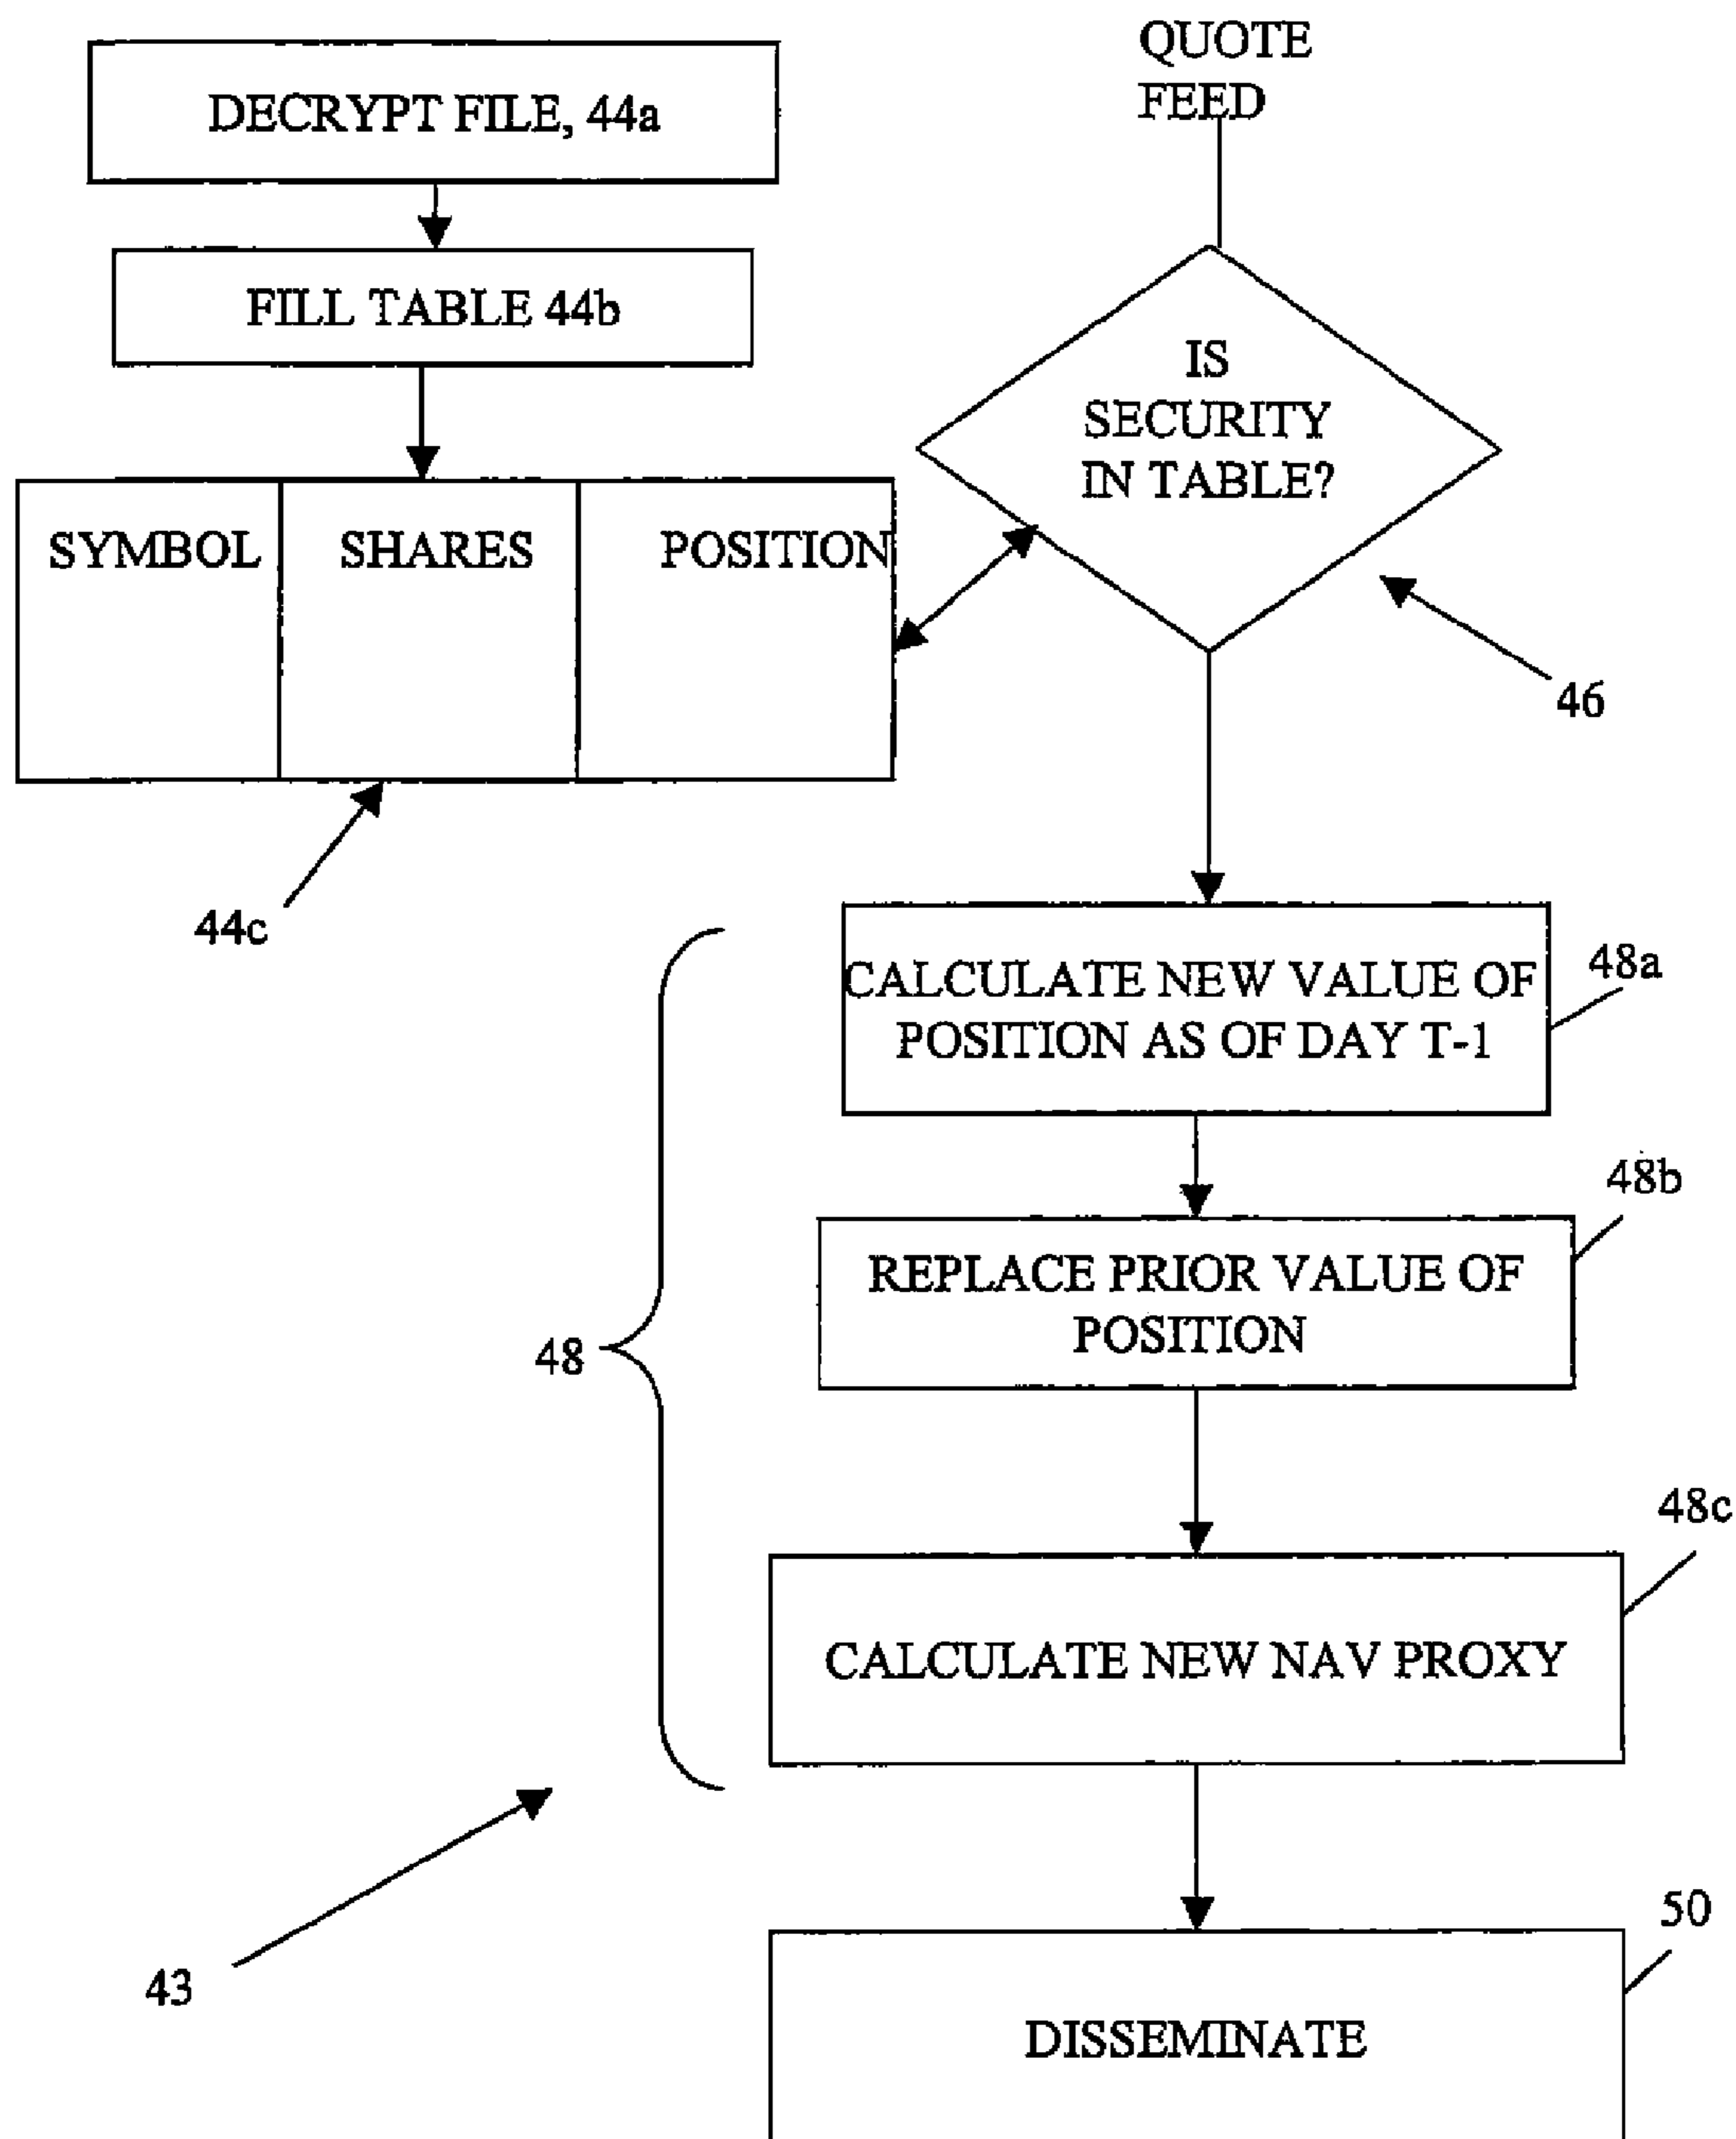 DECRYPT FILE, 44a
FILL TABLE 44b
SYMBOL
SHARES
POSITION
44c
QUOTE
FEED
IS
SECURITY
IN TABLE?
46
CALCULATE NEW VALUE OF
POSITION AS OF DAY T-1
48a
REPLACE PRIOR VALUE OF
POSITION
48b
48
CALCULATE NEW NAV PROXY
48c
43
DISSEMINATE
50